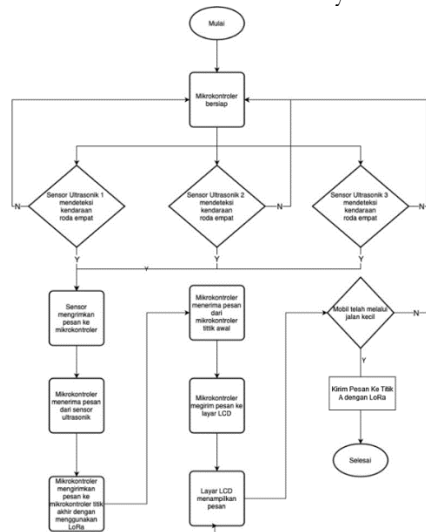 Mulai
Mikrokontroler
bersiap
Sensor Ultrasonik 1
mendeteksi
kendaraan
roda empat
Sensor Ultrasonik 2
mendeteksi
kendaraan
roda empat
Sensor Ultrasonik 3
mendeteksi
kendaraan
roda empat
N
N
N
Y
Y
Y
Y
Sensor
mengrimkan
pesan ke
mikrokontroler
Mikrokontroler
menerima pesan
dari sensor
ultrasonik
Mikrokontroler
mengirimkan pesan
ke mikrokontroler titik
akhir dengan
menggunakan
LoRa
Mikrokontroler
menerima pesan
dari
mikrokontroler
tittik awal
Mikrokontroler
megirim pesan ke
layar LCD
Layar LCD
menampilkan
pesan
Mobil telah melalui
jalan kecil
N
Y
Kirim Pesan Ke Titik
A dengan LoRa
Selesai